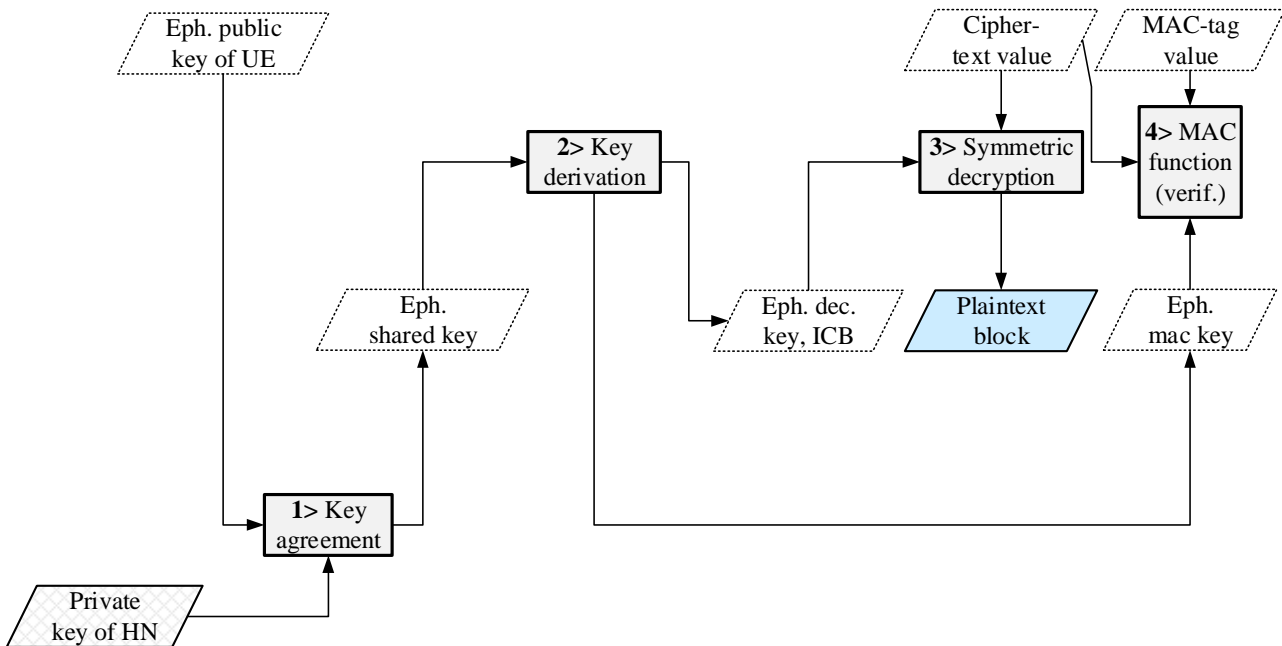 Eph. public
key of UE
Cipher-
text value
MAC-tag
value
2> Key
derivation
3> Symmetric
decryption
4> MAC
function
(verif.)
Eph.
shared key
Eph. dec.
key, ICB
Plaintext
block
Eph.
mac key
1> Key
agreement
Private
key of HN